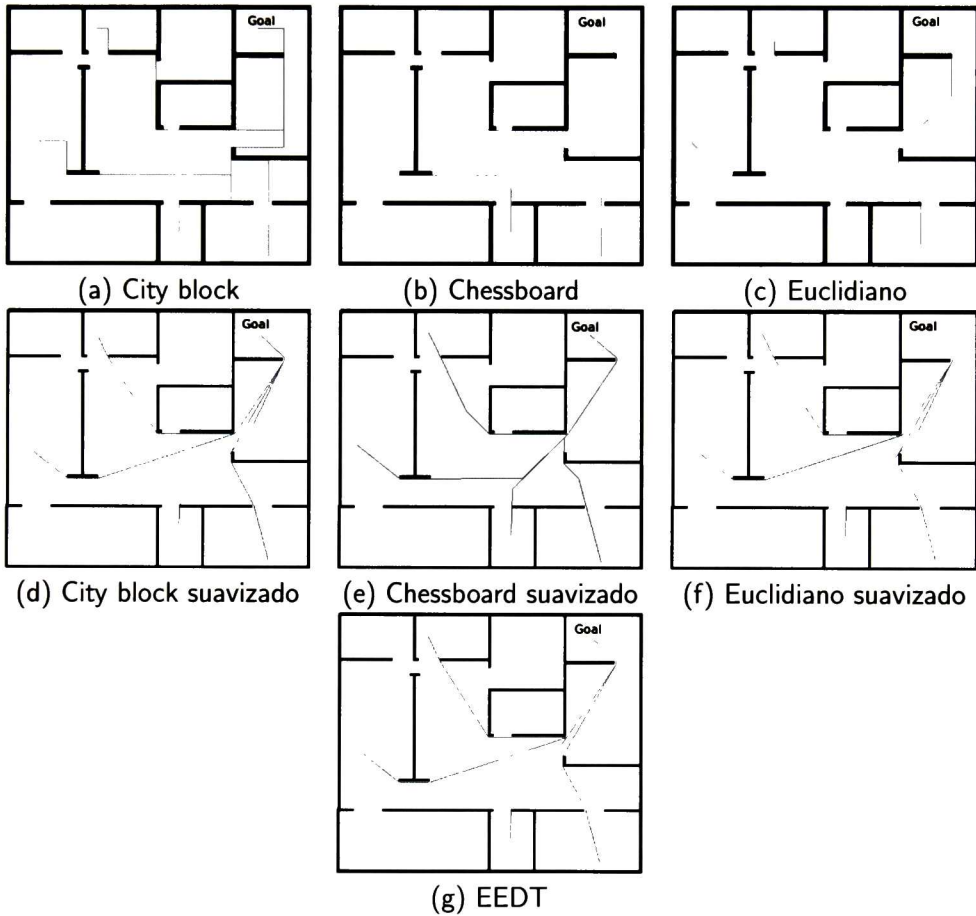 Goal
Goal
Goal
(a) City block
(b) Chessboard
(c) Euclidiano
Goal
Goal
Goal
(d) City block suavizado
(e) Chessboard suavizado
(f) Euclidiano suavizado
Goal
(g) EEDT